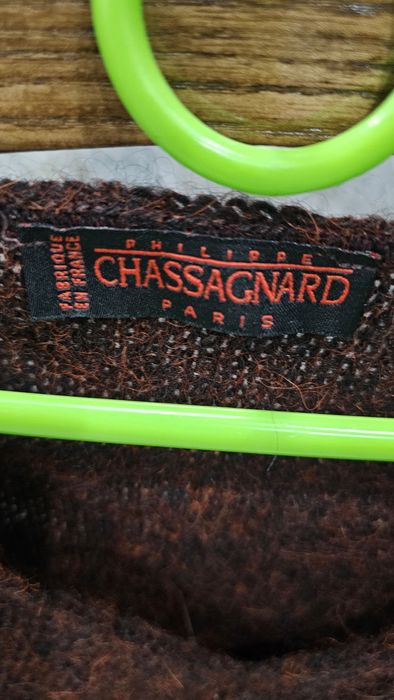 FABRIQUE
EN FRANCE
PHILIPPE
CHASSAGNARD
PARIS